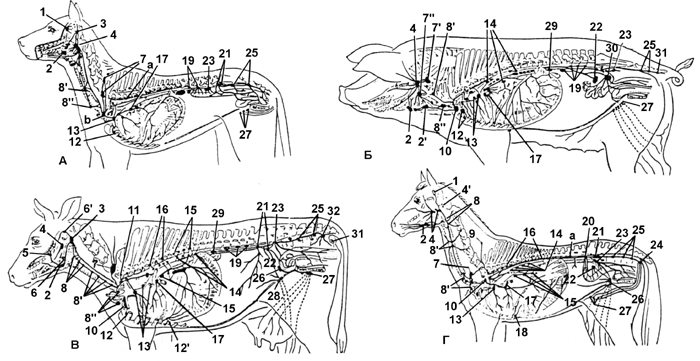 1 3 4 2 7 a 17 19 23 21 25 8' 8" b 13 12 27
А
4 7" 7' 8' 14 29 22 23 30 25 31 2 2' 8" 12 10 13 17 19 27
Б
6' 3 4 5 6 2 8 8' 8" 10 12 11 16 15 29 21 23 25 32 31 19 22 26 27 14 28 15 17 13 12'
В
1 4' 8 2 4 8' 9 7 8' 10 13 16 14 a 20 21 25 24 22 17 15 18 26 27
Г